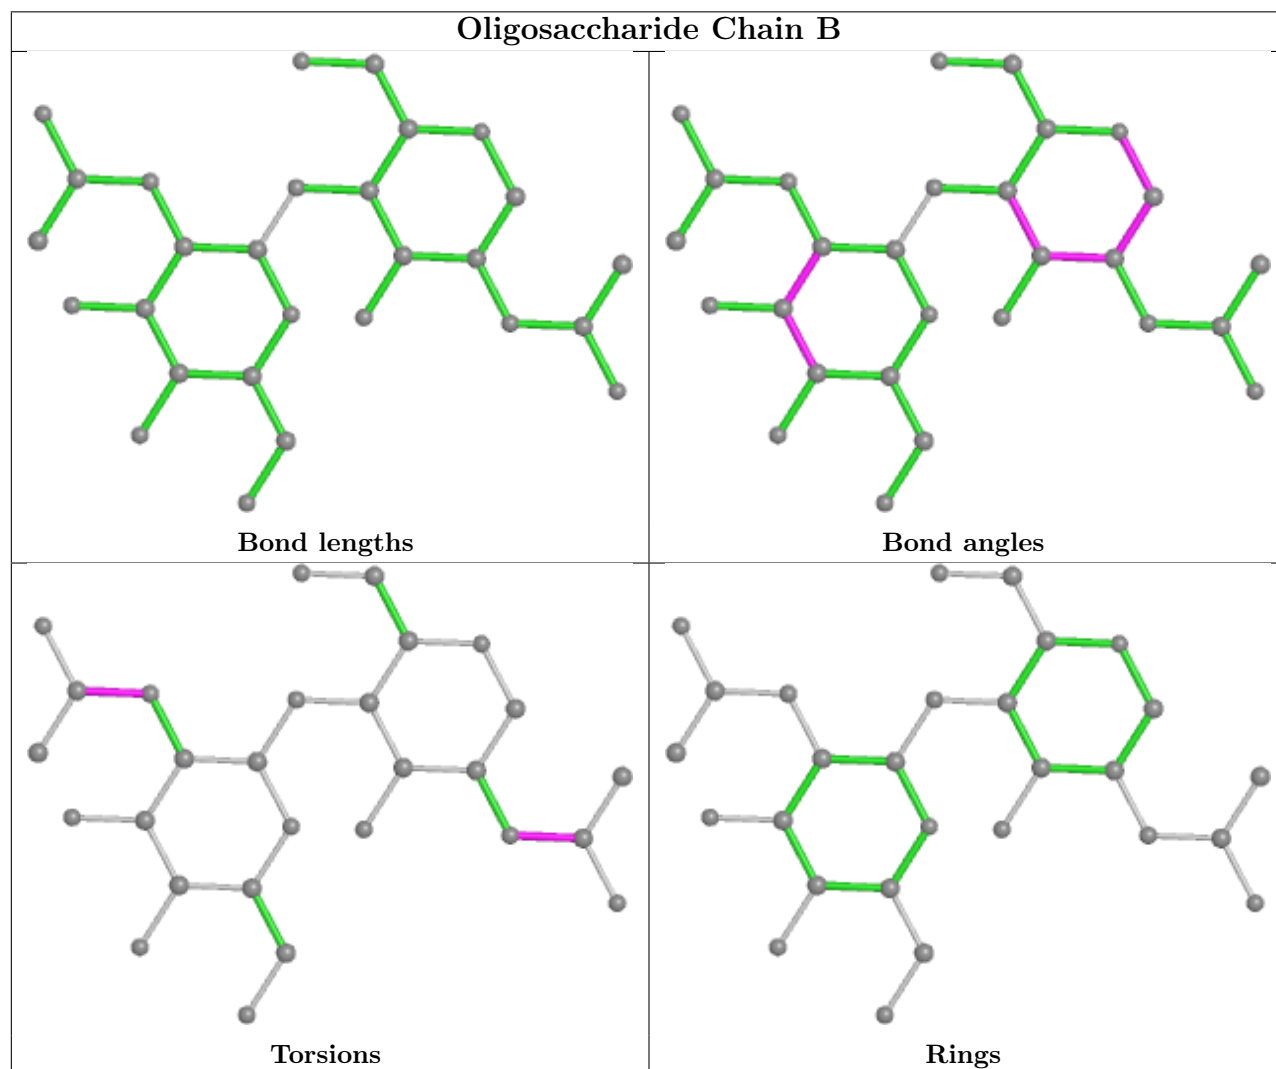 Oligosaccharide Chain B
Bond lengths
Bond angles
Torsions
Rings